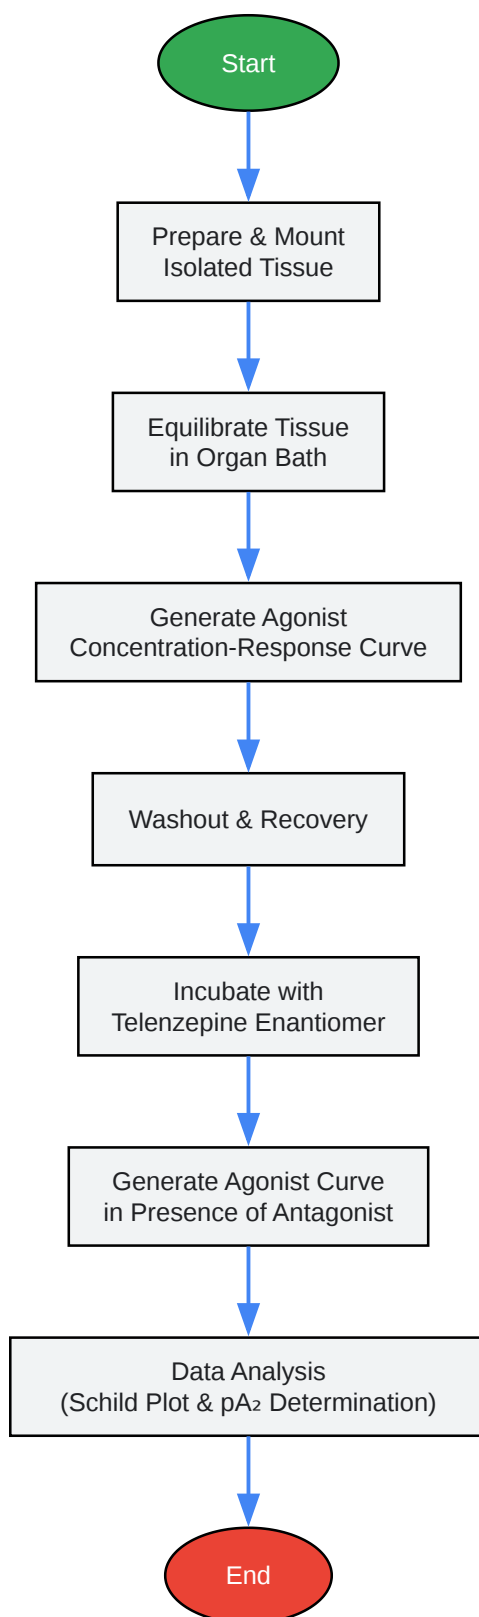 Start
Prepare & Mount
Isolated Tissue
Equilibrate Tissue
in Organ Bath
Generate Agonist
Concentration-Response Curve
Washout & Recovery
Incubate with
Telenzepine Enantiomer
Generate Agonist Curve
in Presence of Antagonist
Data Analysis
(Schild Plot & pA₂ Determination)
End